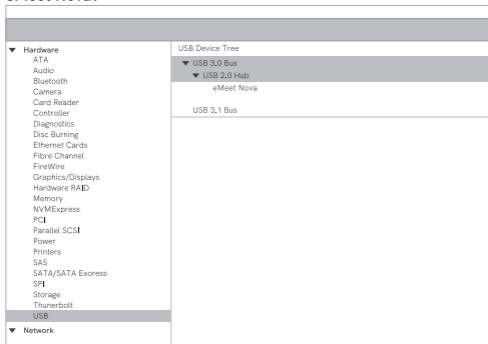 Hardware
ATA
Audio
Bluetooth
Camera
Card Reader
Controller
Diagnostics
Disc Burning
Ethernet Cards
Fibre Channel
FireWire
Graphics/Displays
Hardware RAID
Memory
NVMExpress
PCI
Parallel SCSI
Power
Printers
SAS
SATA/SATA Exoress
SPI
Storage
Thunerbolt
USB
Network
USB Device Tree
USB 3.0 Bus
USB 2.0 Hub
eMeet Nova
USB 3.1 Bus